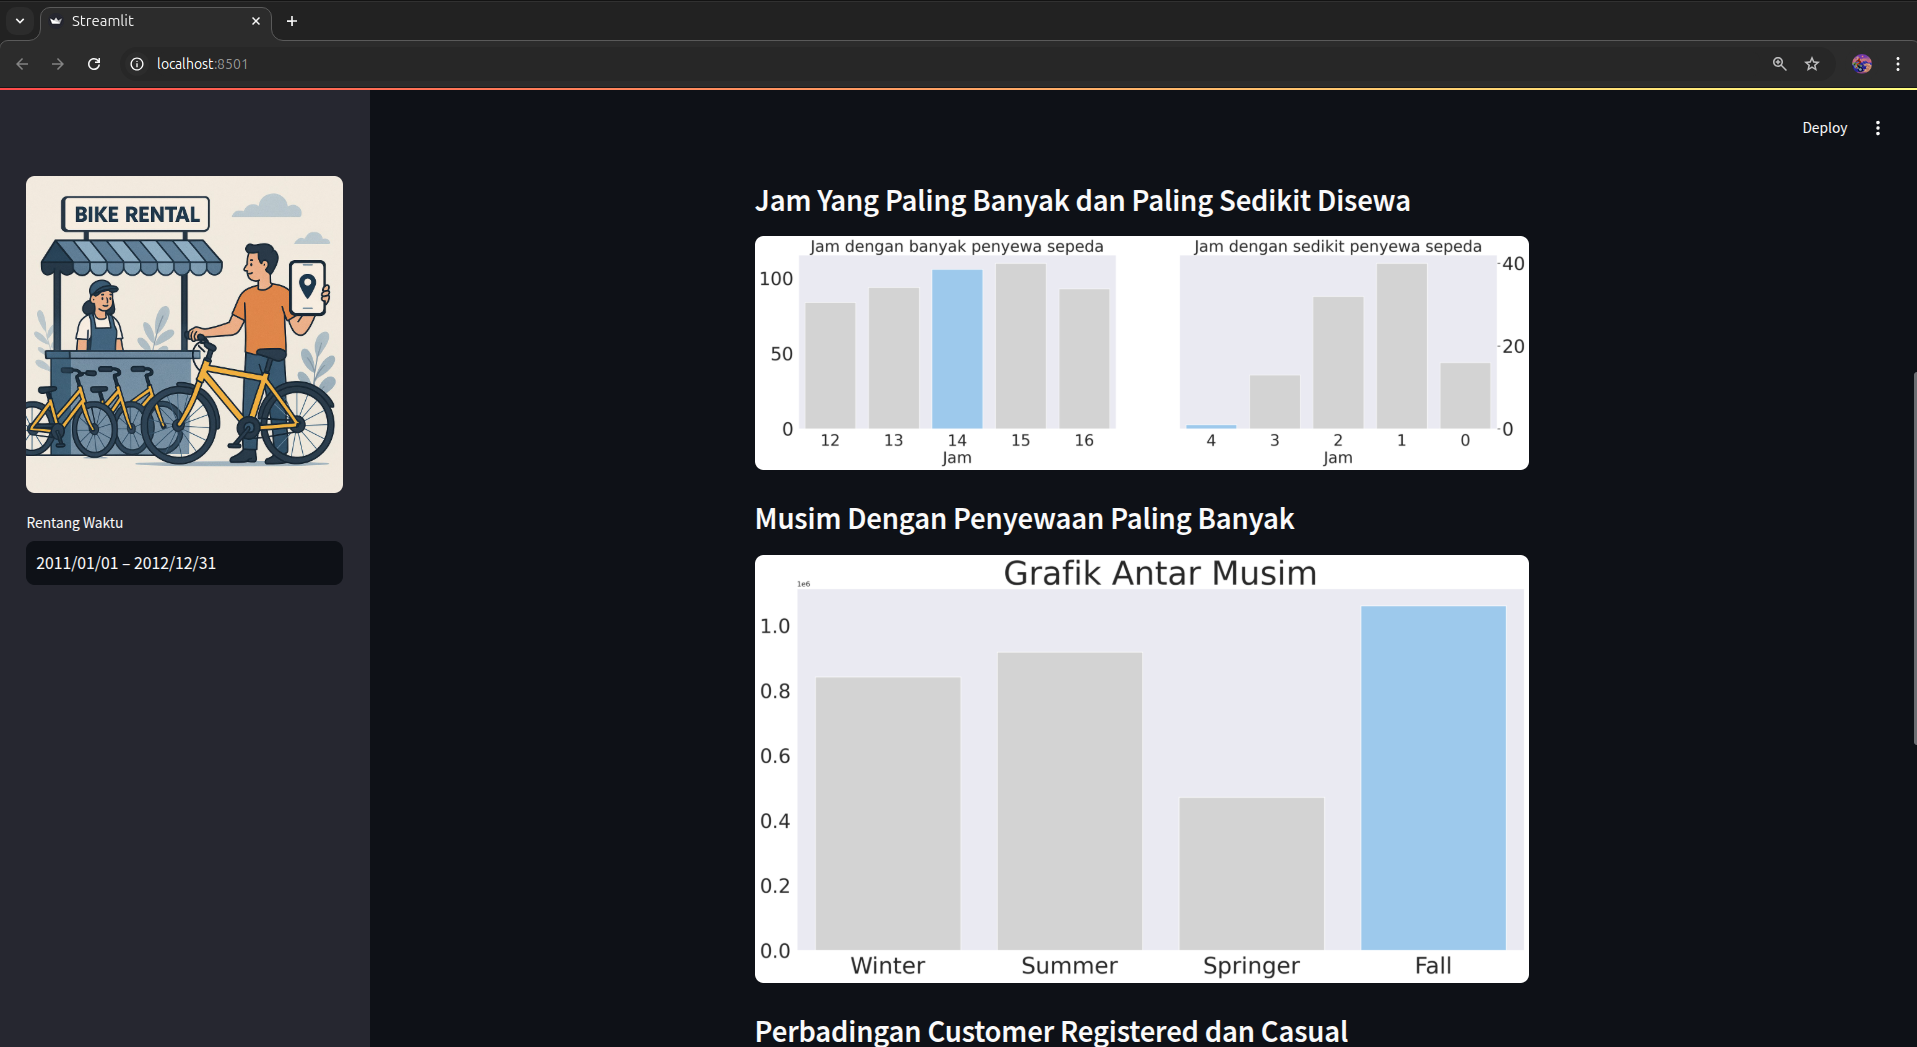 Streamlit
localhost:8501
Deploy
BIKE RENTAL
Rentang Waktu
2011/01/01 – 2012/12/31
Jam Yang Paling Banyak dan Paling Sedikit Disewa
Jam dengan banyak penyewa sepeda
100
50
0
12 13 14 15 16
Jam
Jam dengan sedikit penyewa sepeda
40
20
0
4 3 2 1 0
Jam
Musim Dengan Penyewaan Paling Banyak
Grafik Antar Musim
1e6
1.0
0.8
0.6
0.4
0.2
0.0
Winter Summer Springer Fall
Perbadingan Customer Registered dan Casual